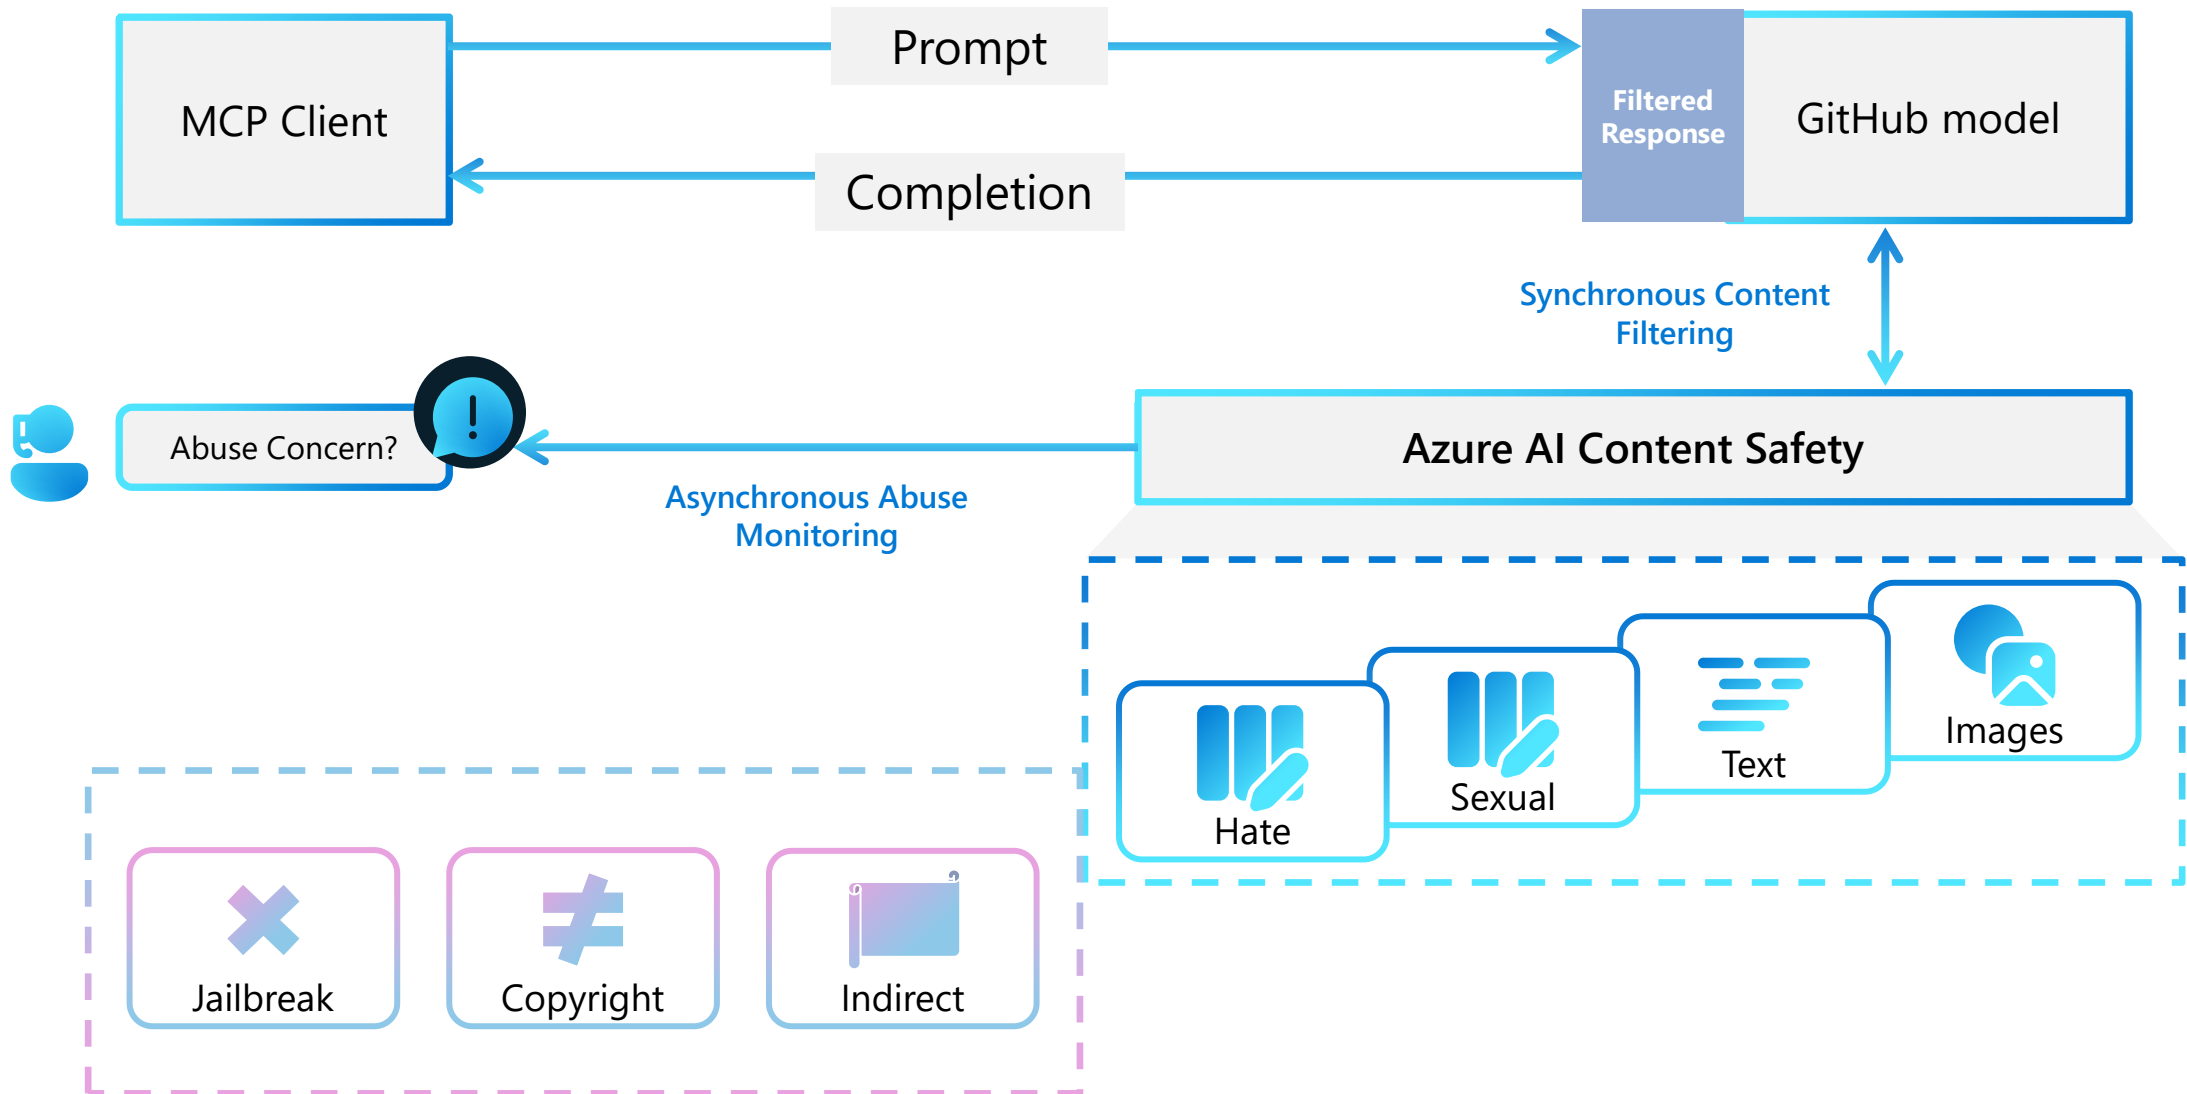 Prompt
MCP Client
Filtered
Response
GitHub model
Completion
Synchronous Content
Filtering
Abuse Concern?
!
Azure AI Content Safety
Asynchronous Abuse
Monitoring
Images
Text
Sexual
Hate
Jailbreak
Copyright
Indirect